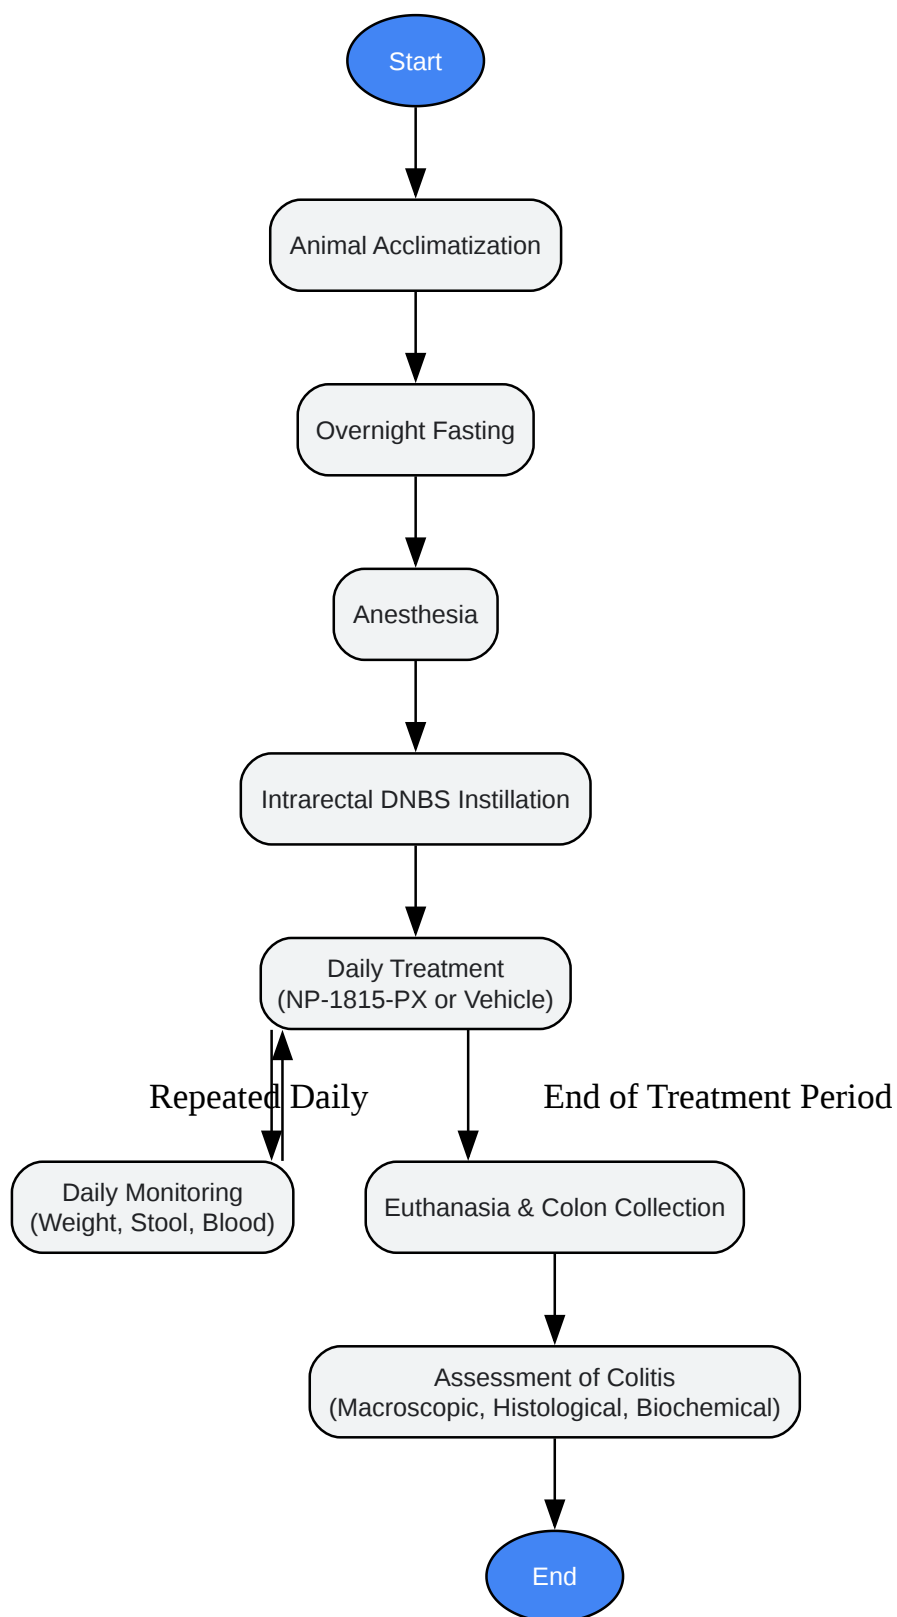 Start
Animal Acclimatization
Overnight Fasting
Anesthesia
Intrarectal DNBS Instillation
Daily Treatment
(NP-1815-PX or Vehicle)
Repeated Daily
End of Treatment Period
Daily Monitoring
(Weight, Stool, Blood)
Euthanasia & Colon Collection
Assessment of Colitis
(Macroscopic, Histological, Biochemical)
End